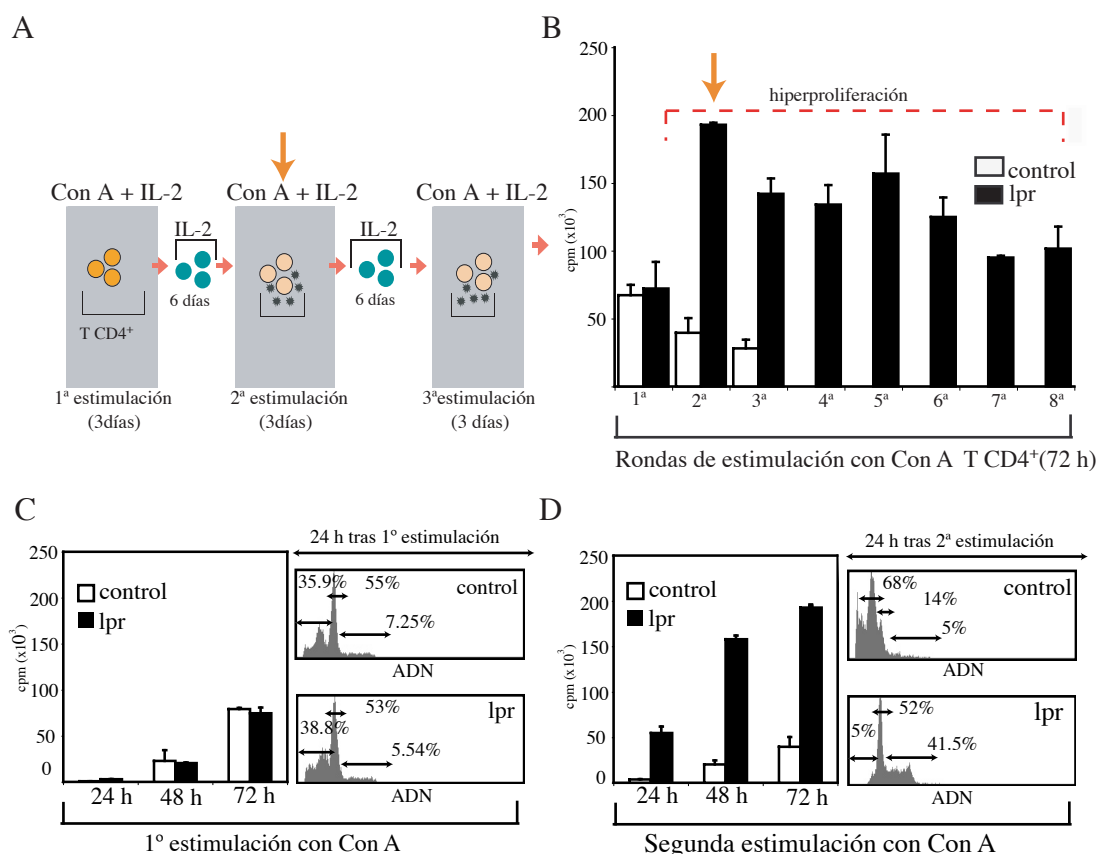 A
Con A + IL-2
Con A + IL-2
Con A + IL-2
IL-2
IL-2
6 días
6 días
T CD4⁺
1ª estimulación
(3días)
2ª estimulación
(3días)
3ªestimulación
(3 días)
B
hiperproliferación
control
lpr
cpm (x10³)
250
200
150
100
50
0
1ª 2ª 3ª 4ª 5ª 6ª 7ª 8ª
Rondas de estimulación con Con A T CD4⁺(72 h)
C
cpm (x10³)
250
200
150
100
50
0
control
lpr
24 h 48 h 72 h
24 h tras 1º estimulación
35.9% 55% control
7.25%
ADN
53% lpr
38.8%
5.54%
ADN
1º estimulación con Con A
D
cpm (x10³)
250
200
150
100
50
0
control
lpr
24 h 48 h 72 h
24 h tras 2ª estimulación
68% control
14%
5%
ADN
52% lpr
5% 41.5%
ADN
Segunda estimulación con Con A